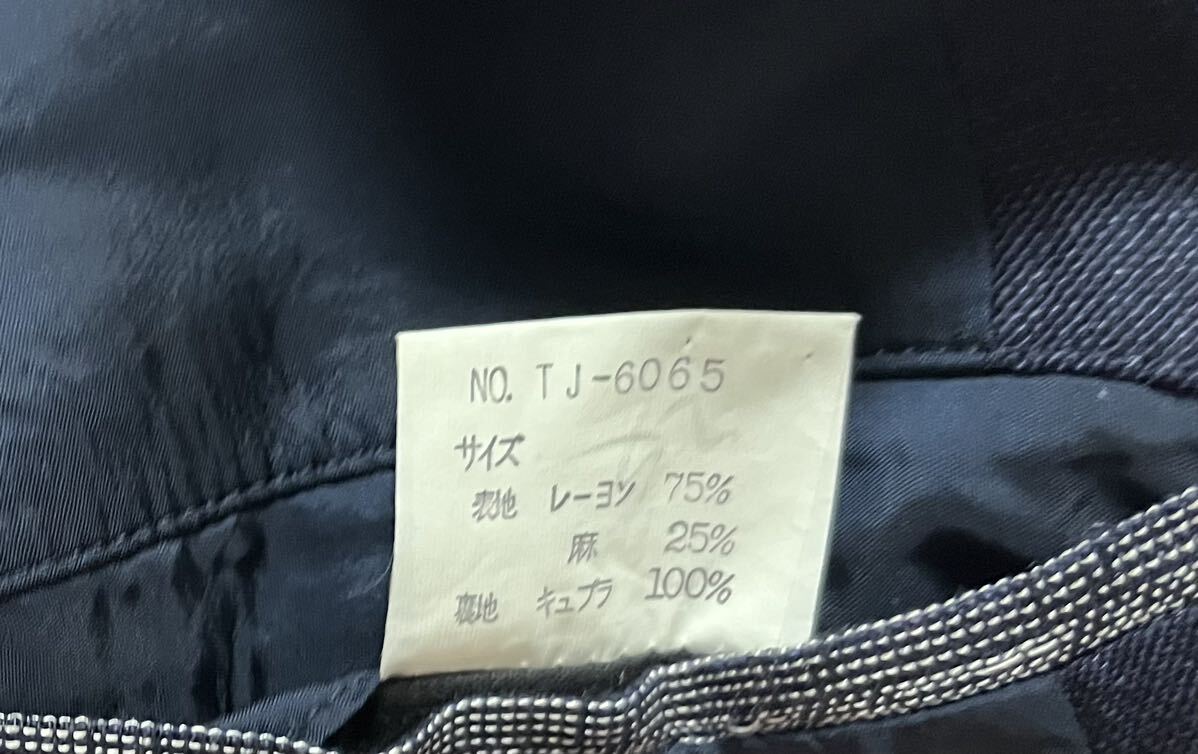 NO. TJ-6065
サイズ
表地 レーヨン 75%
麻 25%
裏地 キュプラ 100%